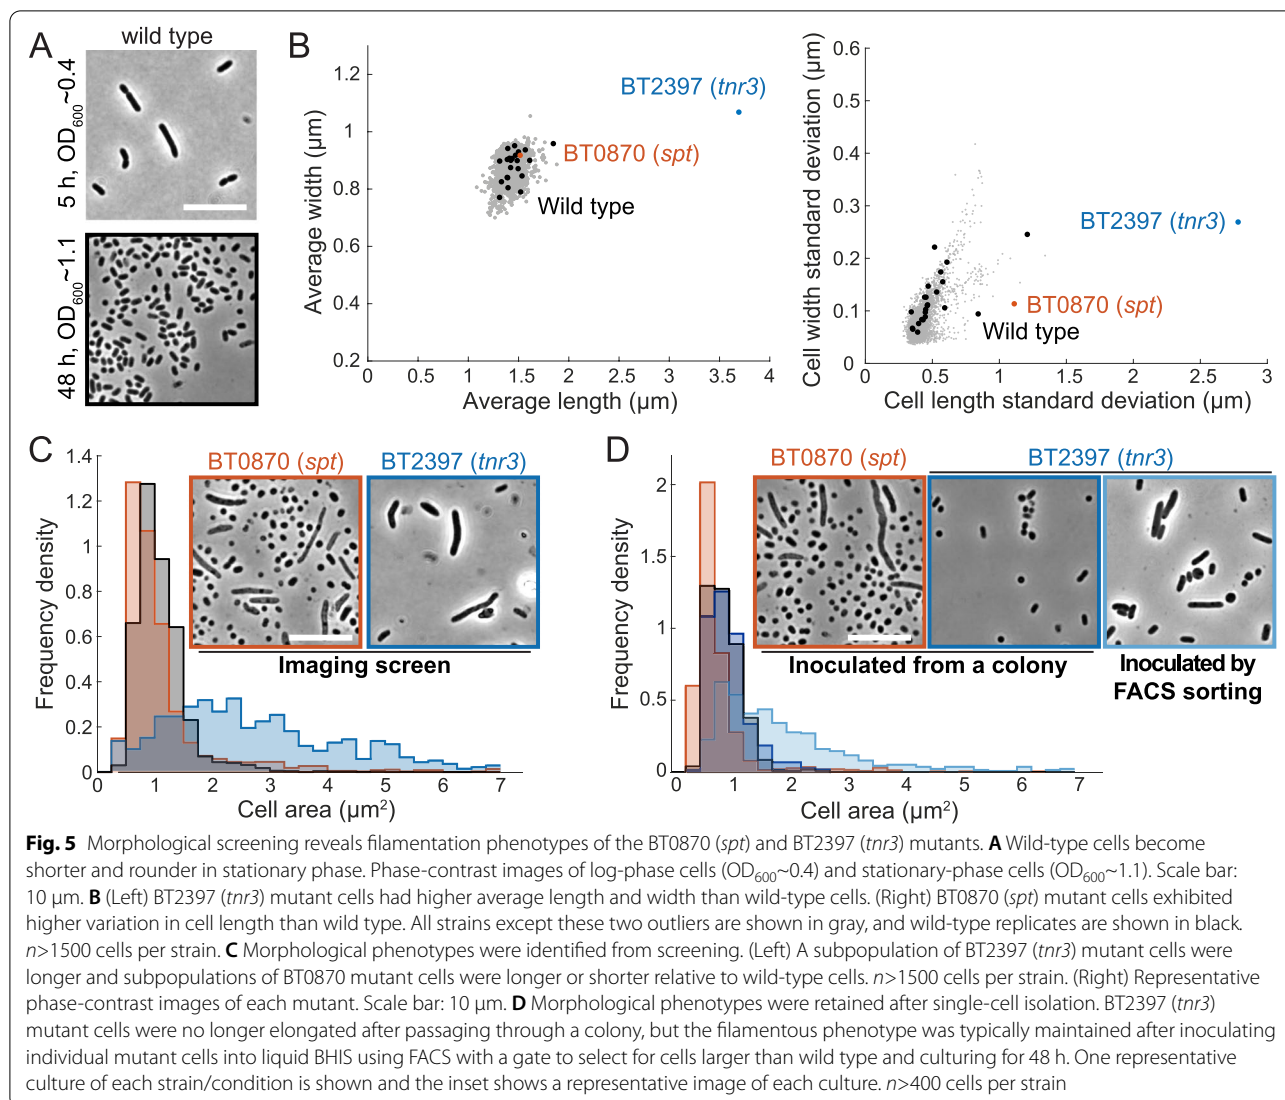 A
wild type
5 h, OD600~0.4
48 h, OD600~1.1
B
Average width (µm)
1.2
1
0.8
0.6
0.4
0.2
0
0.5
1
1.5
2
2.5
3
3.5
4
Average length (µm)
BT2397 (tnr3)
BT0870 (spt)
Wild type
Cell width standard deviation (µm)
0.6
0.5
0.4
0.3
0.2
0.1
0
0
0.5
1
1.5
2
2.5
3
Cell length standard deviation (µm)
BT2397 (tnr3)
BT0870 (spt)
Wild type
C
Frequency density
1.4
1.2
1
0.8
0.6
0.4
0.2
0
0
1
2
3
4
5
6
7
Cell area (µm2)
BT0870 (spt)
BT2397 (tnr3)
Imaging screen
D
Frequency density
2
1.5
1
0.5
0
0
1
2
3
4
5
6
7
Cell area (µm2)
BT0870 (spt)
BT2397 (tnr3)
Inoculated from a colony
Inoculated by
FACS sorting
Fig. 5 Morphological screening reveals filamentation phenotypes of the BT0870 (spt) and BT2397 (tnr3) mutants. A Wild-type cells become
shorter and rounder in stationary phase. Phase-contrast images of log-phase cells (OD600~0.4) and stationary-phase cells (OD600~1.1). Scale bar:
10 µm. B (Left) BT2397 (tnr3) mutant cells had higher average length and width than wild-type cells. (Right) BT0870 (spt) mutant cells exhibited
higher variation in cell length than wild type. All strains except these two outliers are shown in gray, and wild-type replicates are shown in black.
n>1500 cells per strain. C Morphological phenotypes were identified from screening. (Left) A subpopulation of BT2397 (tnr3) mutant cells were
longer and subpopulations of BT0870 mutant cells were longer or shorter relative to wild-type cells. n>1500 cells per strain. (Right) Representative
phase-contrast images of each mutant. Scale bar: 10 µm. D Morphological phenotypes were retained after single-cell isolation. BT2397 (tnr3)
mutant cells were no longer elongated after passaging through a colony, but the filamentous phenotype was typically maintained after inoculating
individual mutant cells into liquid BHIS using FACS with a gate to select for cells larger than wild type and culturing for 48 h. One representative
culture of each strain/condition is shown and the inset shows a representative image of each culture. n>400 cells per strain